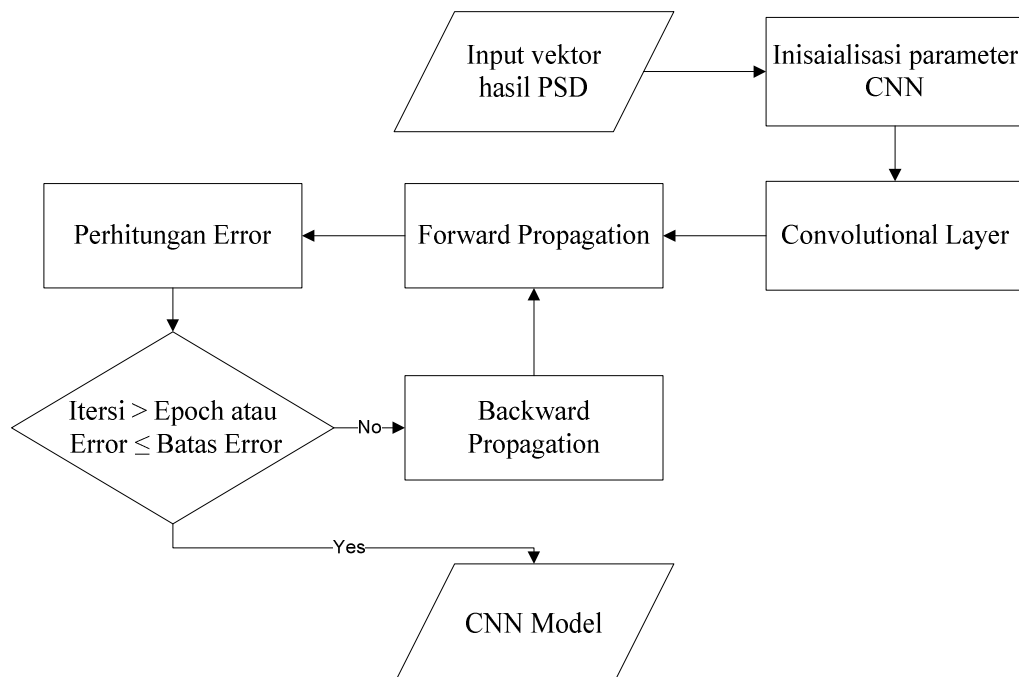 Input vektor
hasil PSD
Inisaialisasi parameter
CNN
Convolutional Layer
Forward Propagation
Perhitungan Error
Itersi > Epoch atau
Error ≤ Batas Error
No
Backward
Propagation
Yes
CNN Model